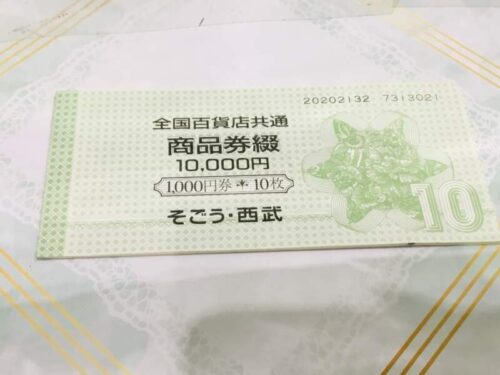 20202132 7313021
全国百貨店共通
商品券綴
10,000円
1,000円券＊10枚
そごう・西武
10